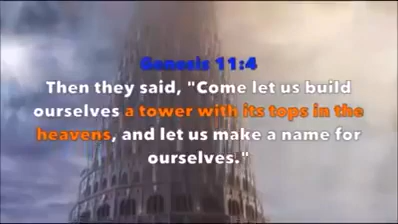 Genesis 11:4
Then they said, "Come let us build
ourselves a tower with its tops in the
heavens, and let us make a name for
ourselves."